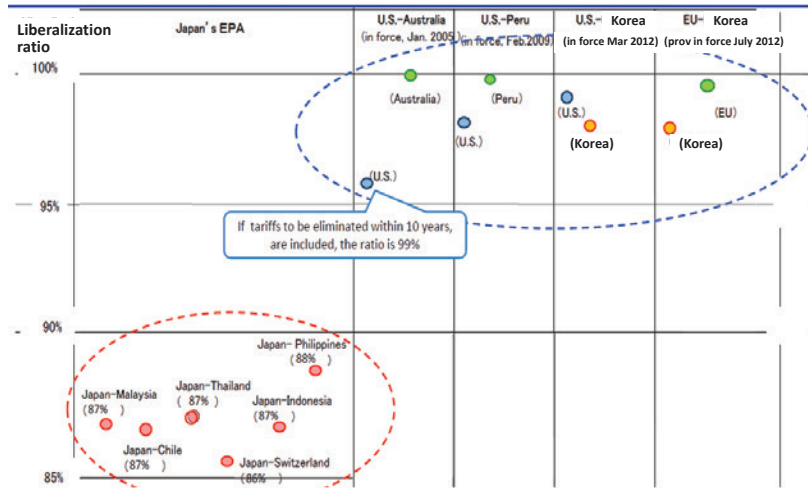 Liberalization
ratio
Japan's EPA
U.S.-Australia
(in force, Jan. 2005)
U.S.-Peru
(in force, Feb.2009)
U.S.- Korea
(in force Mar 2012)
EU- Korea
(prov in force July 2012)
100%
(Australia)
(Peru)
(U.S.)
(EU)
(U.S.)
(Korea)
(Korea)
(U.S.)
95%
If tariffs to be eliminated within 10 years,
are included, the ratio is 99%
90%
Japan- Philippines
(88% )
Japan-Malaysia
(87% )
Japan-Thailand
( 87% )
Japan-Indonesia
(87% )
Japan-Chile
(87% )
Japan-Switzerland
(86% )
85%